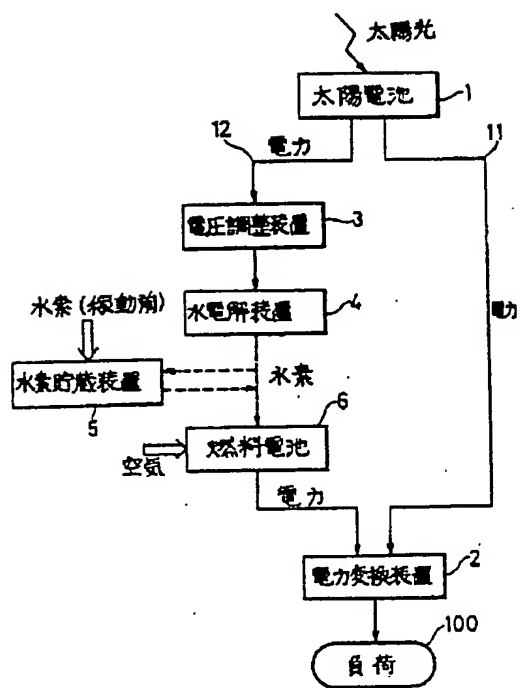 太陽光
太陽電池
1
12
電力
11
電圧調整装置
3
水素(稼動前)
水電解装置
4
電力
水素貯蔵装置
5
水素
6
空気
燃料電池
電力
電力変換装置
2
100
負荷